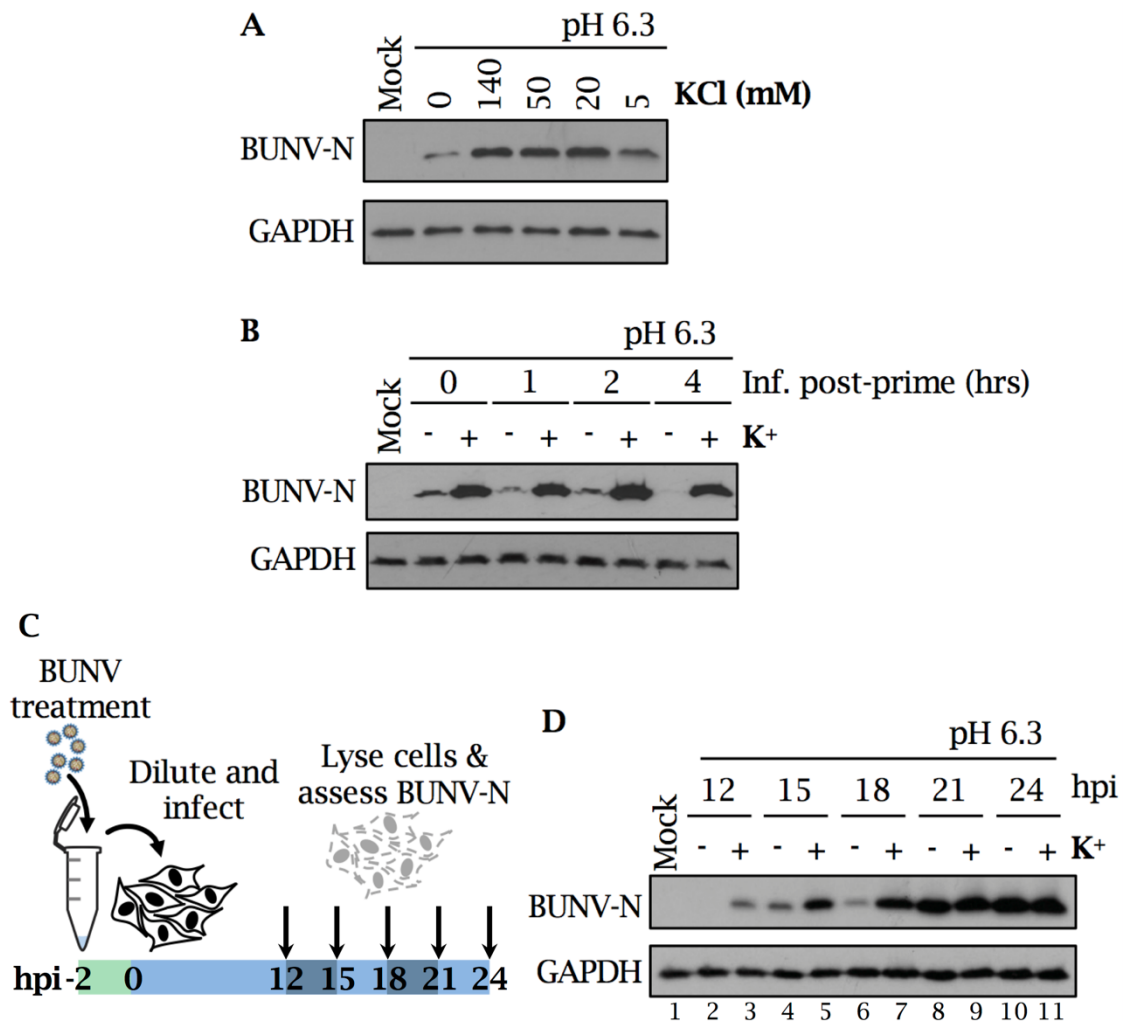 A
pH 6.3
Mock 0 140 50 20 5 KCl (mM)
BUNV-N
GAPDH
B
pH 6.3
0 1 2 4 Inf. post-prime (hrs)
Mock - + - + - + - + K+
BUNV-N
GAPDH
C
BUNV
treatment
Dilute and
infect
Lyse cells &
assess BUNV-N
hpi -2 0 12 15 18 21 24
D
pH 6.3
12 15 18 21 24 hpi
Mock - + - + - + - + - + K+
BUNV-N
GAPDH
1 2 3 4 5 6 7 8 9 10 11